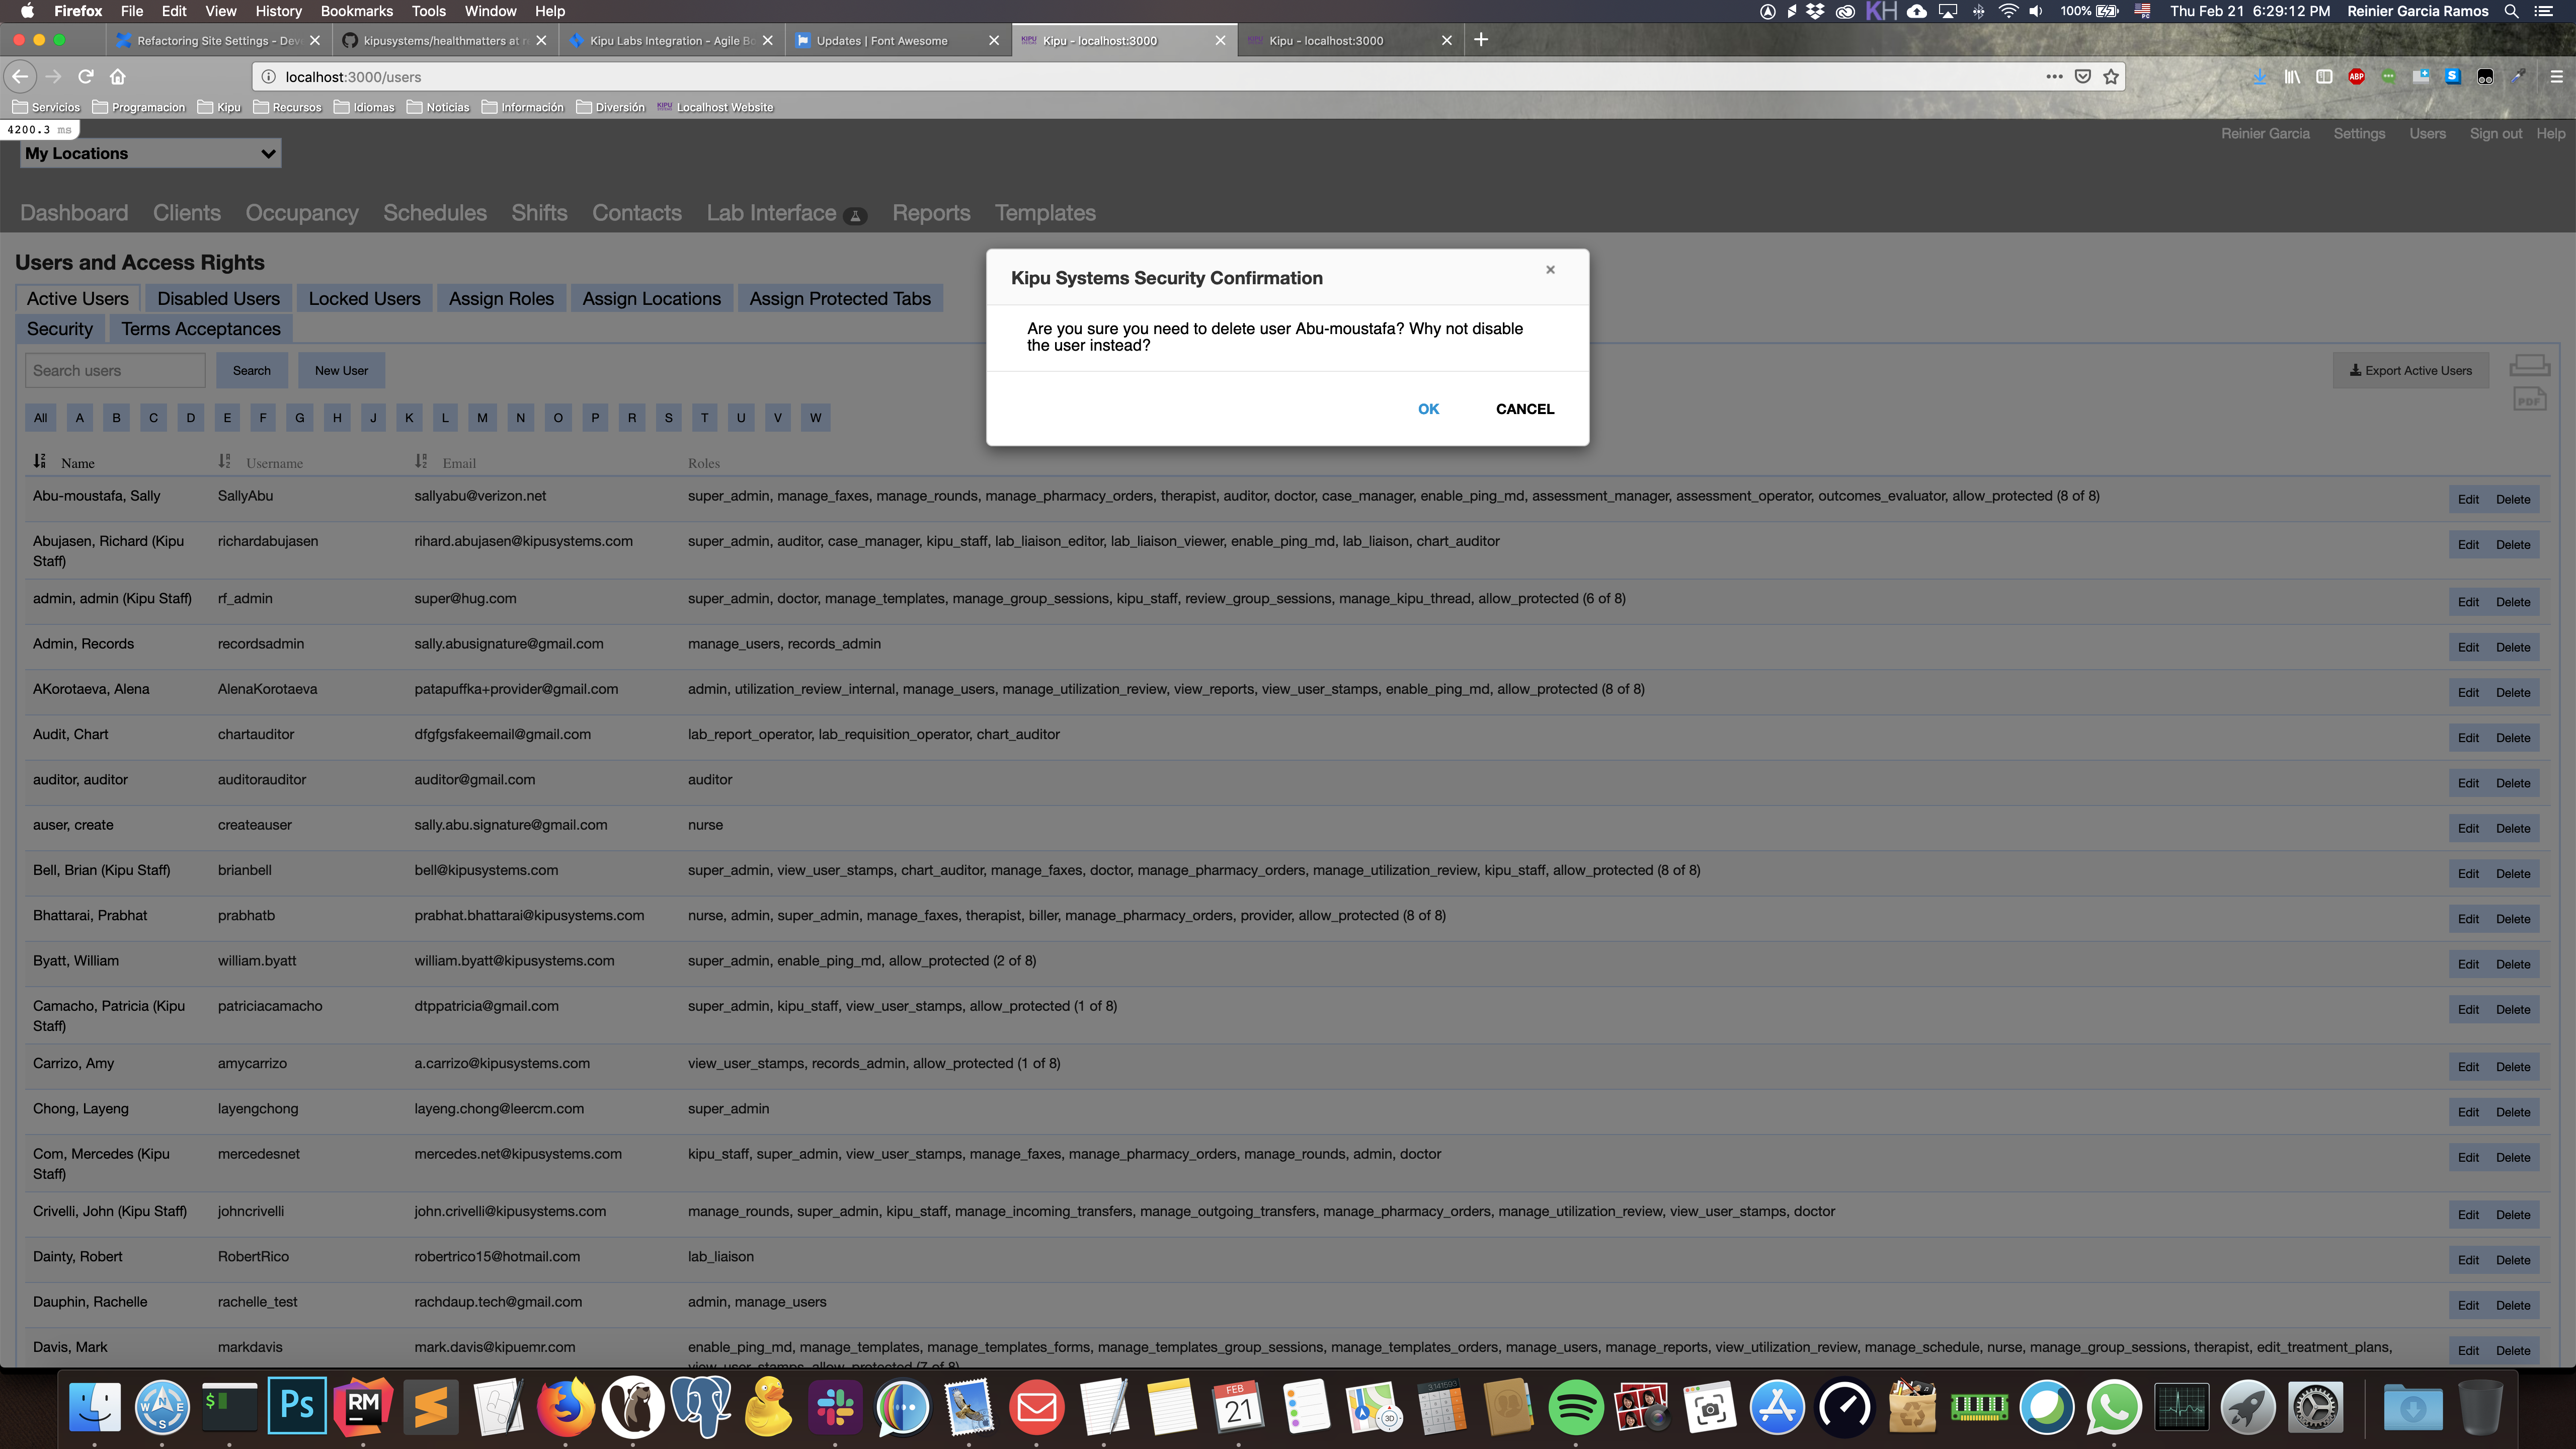 Firefox File Edit View History Bookmarks Tools Window Help
KH 100% Thu Feb 21 6:29:12 PM Reinier Garcia Ramos
Refactoring Site Settings - Dev
kipusystems/healthmatters at r
Kipu Labs Integration - Agile Bo
Updates | Font Awesome
Kipu - localhost:3000
Kipu - localhost:3000
localhost:3000/users
Servicios Programacion Kipu Recursos Idiomas Noticias Información Diversión Localhost Website
4200.3 ms
My Locations
Reinier Garcia Settings Users Sign out Help
Dashboard Clients Occupancy Schedules Shifts Contacts Lab Interface Reports Templates
Users and Access Rights
Active Users Disabled Users Locked Users Assign Roles Assign Locations Assign Protected Tabs
Security Terms Acceptances
Kipu Systems Security Confirmation ×
Are you sure you need to delete user Abu-moustafa? Why not disable
the user instead?
OK CANCEL
Search users Search New User Export Active Users
PDF
All A B C D E F G H J K L M N O P R S T U V W
Name Username Email Roles
Abu-moustafa, Sally SallyAbu sallyabu@verizon.net super_admin, manage_faxes, manage_rounds, manage_pharmacy_orders, therapist, auditor, doctor, case_manager, enable_ping_md, assessment_manager, assessment_operator, outcomes_evaluator, allow_protected (8 of 8) Edit Delete
Abujasen, Richard (Kipu richardabujasen rihard.abujasen@kipusystems.com super_admin, auditor, case_manager, kipu_staff, lab_liaison_editor, lab_liaison_viewer, enable_ping_md, lab_liaison, chart_auditor Edit Delete
Staff)
admin, admin (Kipu Staff) rf_admin super@hug.com super_admin, doctor, manage_templates, manage_group_sessions, kipu_staff, review_group_sessions, manage_kipu_thread, allow_protected (6 of 8) Edit Delete
Admin, Records recordsadmin sally.abusignature@gmail.com manage_users, records_admin Edit Delete
AKorotaeva, Alena AlenaKorotaeva patapuffka+provider@gmail.com admin, utilization_review_internal, manage_users, manage_utilization_review, view_reports, view_user_stamps, enable_ping_md, allow_protected (8 of 8) Edit Delete
Audit, Chart chartauditor dfgfgsfakeemail@gmail.com lab_report_operator, lab_requisition_operator, chart_auditor Edit Delete
auditor, auditor auditorauditor auditor@gmail.com auditor Edit Delete
auser, create createauser sally.abu.signature@gmail.com nurse Edit Delete
Bell, Brian (Kipu Staff) brianbell bell@kipusystems.com super_admin, view_user_stamps, chart_auditor, manage_faxes, doctor, manage_pharmacy_orders, manage_utilization_review, kipu_staff, allow_protected (8 of 8) Edit Delete
Bhattarai, Prabhat prabhatb prabhat.bhattarai@kipusystems.com nurse, admin, super_admin, manage_faxes, therapist, biller, manage_pharmacy_orders, provider, allow_protected (8 of 8) Edit Delete
Byatt, William william.byatt william.byatt@kipusystems.com super_admin, enable_ping_md, allow_protected (2 of 8) Edit Delete
Camacho, Patricia (Kipu patriciacamacho dtppatricia@gmail.com super_admin, kipu_staff, view_user_stamps, allow_protected (1 of 8) Edit Delete
Staff)
Carrizo, Amy amycarrizo a.carrizo@kipusystems.com view_user_stamps, records_admin, allow_protected (1 of 8) Edit Delete
Chong, Layeng layengchong layeng.chong@leercm.com super_admin Edit Delete
Com, Mercedes (Kipu mercedesnet mercedes.net@kipusystems.com kipu_staff, super_admin, view_user_stamps, manage_faxes, manage_pharmacy_orders, manage_rounds, admin, doctor Edit Delete
Staff)
Crivelli, John (Kipu Staff) johncrivelli john.crivelli@kipusystems.com manage_rounds, super_admin, kipu_staff, manage_incoming_transfers, manage_outgoing_transfers, manage_pharmacy_orders, manage_utilization_review, view_user_stamps, doctor Edit Delete
Dainty, Robert RobertRico robertrico15@hotmail.com lab_liaison Edit Delete
Dauphin, Rachelle rachelle_test rachdaup.tech@gmail.com admin, manage_users Edit Delete
Davis, Mark markdavis mark.davis@kipuemr.com enable_ping_md, manage_templates, manage_templates_forms, manage_templates_group_sessions, manage_templates_orders, manage_users, manage_reports, view_utilization_review, manage_schedule, nurse, manage_group_sessions, therapist, edit_treatment_plans, Edit Delete
view_user_stamps, allow_protected (7 of 8)
Ps RM FEB 21 3D